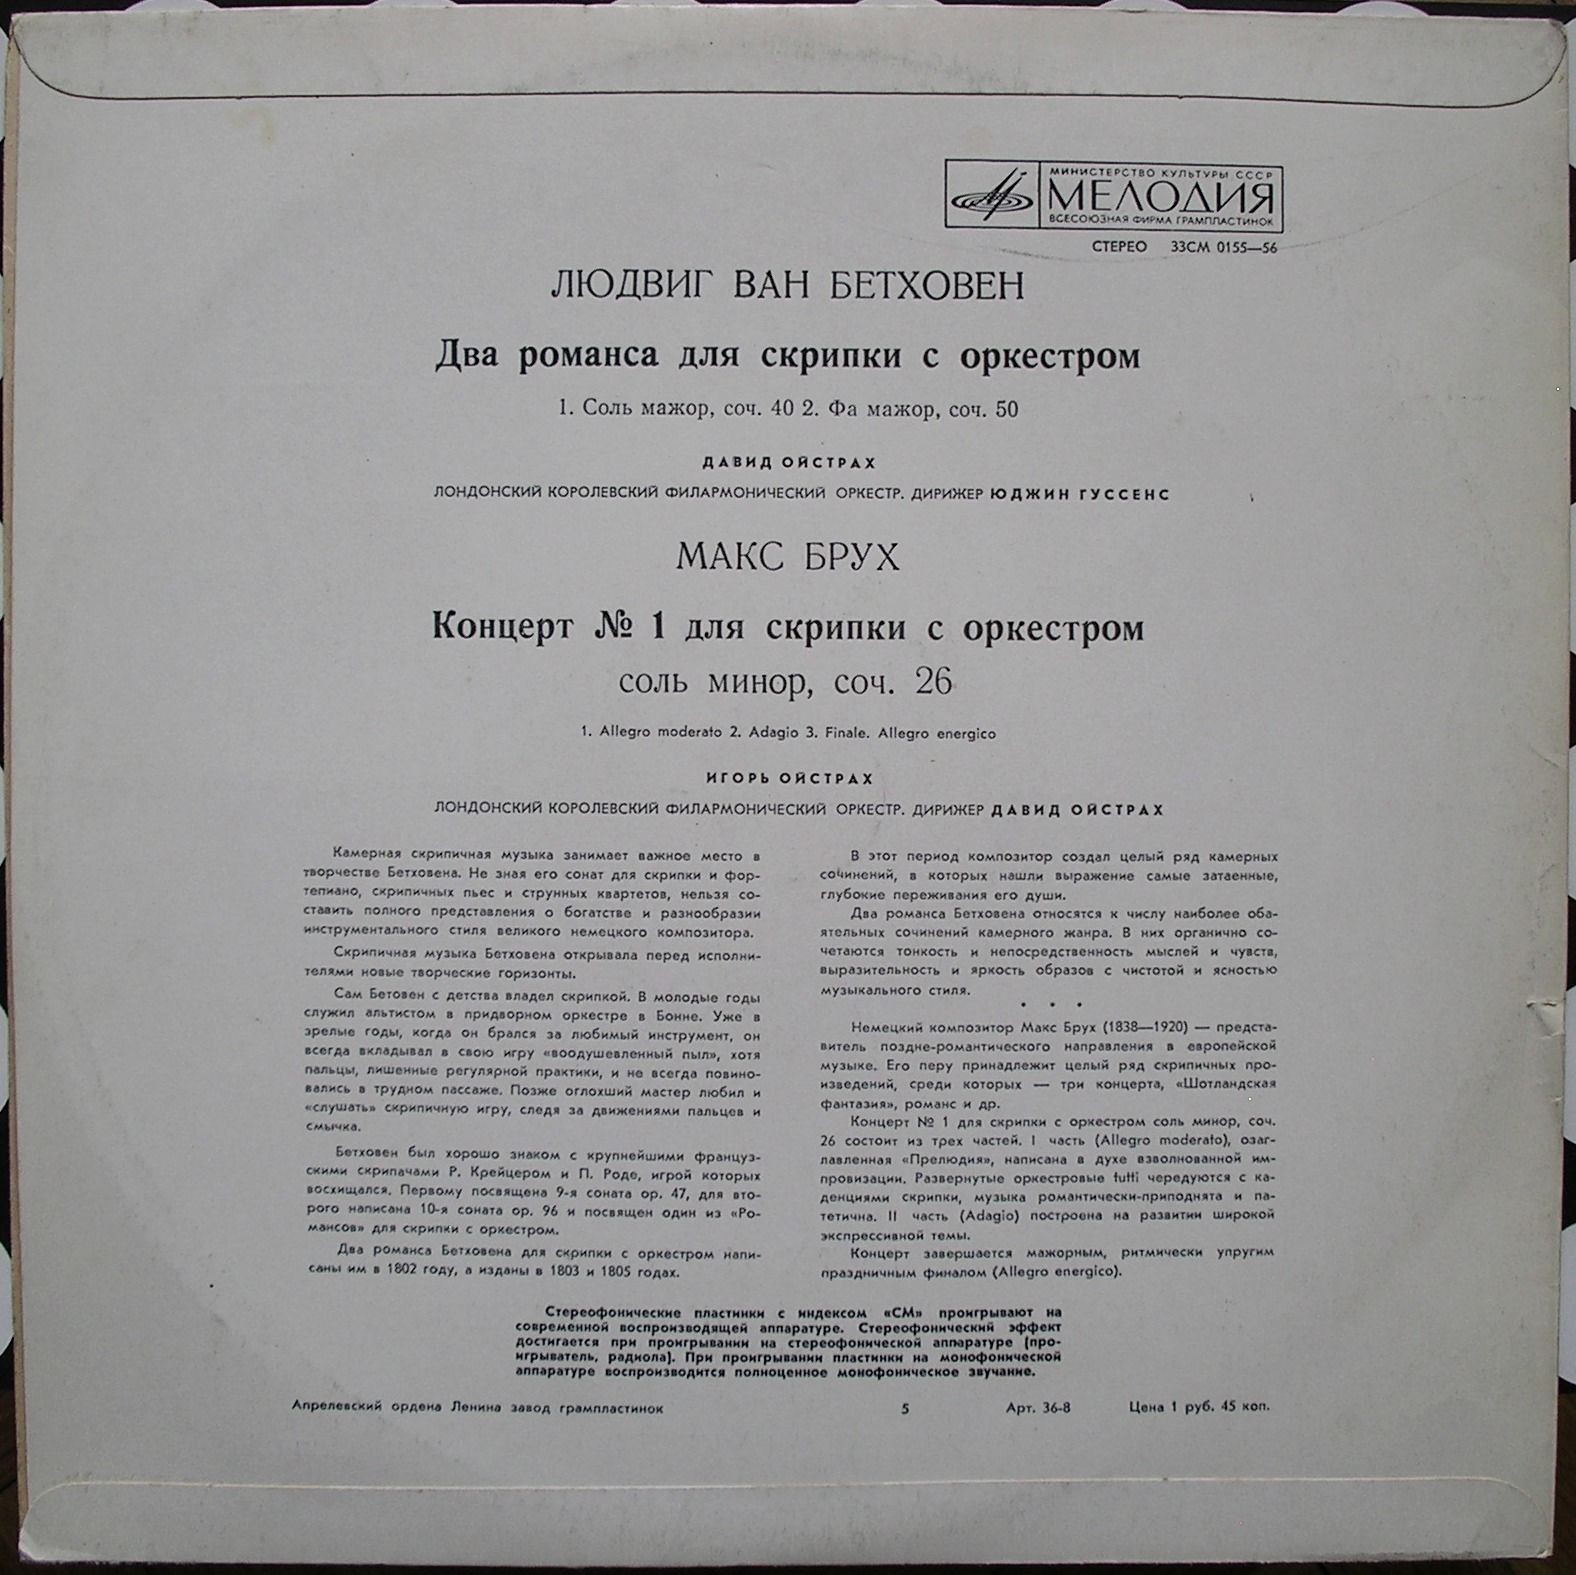 МИНИСТЕРСТВО КУЛЬТУРЫ СССР
МЕЛОДИЯ
ВСЕСОЮЗНАЯ ФИРМА ГРАМПЛАСТИНОК
СТЕРЕО 33СМ 0155—56
ЛЮДВИГ ВАН БЕТХОВЕН
Два романса для скрипки с оркестром
1. Соль мажор, соч. 40 2. Фа мажор, соч. 50
ДАВИД ОЙСТРАХ
ЛОНДОНСКИЙ КОРОЛЕВСКИЙ ФИЛАРМОНИЧЕСКИЙ ОРКЕСТР. ДИРИЖЕР ЮДЖИН ГУССЕНС
МАКС БРУХ
Концерт № 1 для скрипки с оркестром
соль минор, соч. 26
1. Allegro moderato 2. Adagio 3. Finale. Allegro energico
ИГОРЬ ОЙСТРАХ
ЛОНДОНСКИЙ КОРОЛЕВСКИЙ ФИЛАРМОНИЧЕСКИЙ ОРКЕСТР. ДИРИЖЕР ДАВИД ОЙСТРАХ
Камерная скрипичная музыка занимает важное место в
творчестве Бетховена. Не зная его сонат для скрипки и фор-
тепиано, скрипичных пьес и струнных квартетов, нельзя со-
ставить полного представления о богатстве и разнообразии
инструментального стиля великого немецкого композитора.
Скрипичная музыка Бетховена открывала перед исполни-
телями новые творческие горизонты.
Сам Бетовен с детства владел скрипкой. В молодые годы
служил альтистом в придворном оркестре в Бонне. Уже в
зрелые годы, когда он брался за любимый инструмент, он
всегда вкладывал в свою игру «воодушевленный пыл», хотя
пальцы, лишенные регулярной практики, и не всегда повино-
вались в трудном пассаже. Позже оглохший мастер любил и
«слушать» скрипичную игру, следя за движениями пальцев и
смычка.
Бетховен был хорошо знаком с крупнейшими француз-
скими скрипачами Р. Крейцером и П. Роде, игрой которых
восхищался. Первому посвящена 9-я соната ор. 47, для вто-
рого написана 10-я соната ор. 96 и посвящен один из «Ро-
мансов» для скрипки с оркестром.
Два романса Бетховена для скрипки с оркестром напи-
саны им в 1802 году, а изданы в 1803 и 1805 годах.
В этот период композитор создал целый ряд камерных
сочинений, в которых нашли выражение самые затаенные,
глубокие переживания его души.
Два романса Бетховена относятся к числу наиболее оба-
ятельных сочинений камерного жанра. В них органично со-
четаются тонкость и непосредственность мыслей и чувств,
выразительность и яркость образов с чистотой и ясностью
музыкального стиля.
• • •
Немецкий композитор Макс Брух (1838—1920) — предста-
витель поздне-романтического направления в европейской
музыке. Его перу принадлежит целый ряд скрипичных про-
изведений, среди которых — три концерта, «Шотландская
фантазия», романс и др.
Концерт № 1 для скрипки с оркестром соль минор, соч.
26 состоит из трех частей. I часть (Allegro moderato), озаг-
лавленная «Прелюдия», написана в духе взволнованной им-
провизации. Развернутые оркестровые tutti чередуются с ка-
денциями скрипки, музыка романтически-приподнята и па-
тетична. II часть (Adagio) построена на развитии широкой
экспрессивной темы.
Концерт завершается мажорным, ритмически упругим
праздничным финалом (Allegro energico).
Стереофонические пластинки с индексом «СМ» проигрывают на
современной воспроизводящей аппаратуре. Стереофонический эффект
достигается при проигрывании на стереофонической аппаратуре (про-
игрыватель, радиола). При проигрывании пластинки на монофонической
аппаратуре воспроизводится полноценное монофоническое звучание.
Апрелевский ордена Ленина завод грампластинок 5 Арт. 36-8 Цена 1 руб. 45 коп.